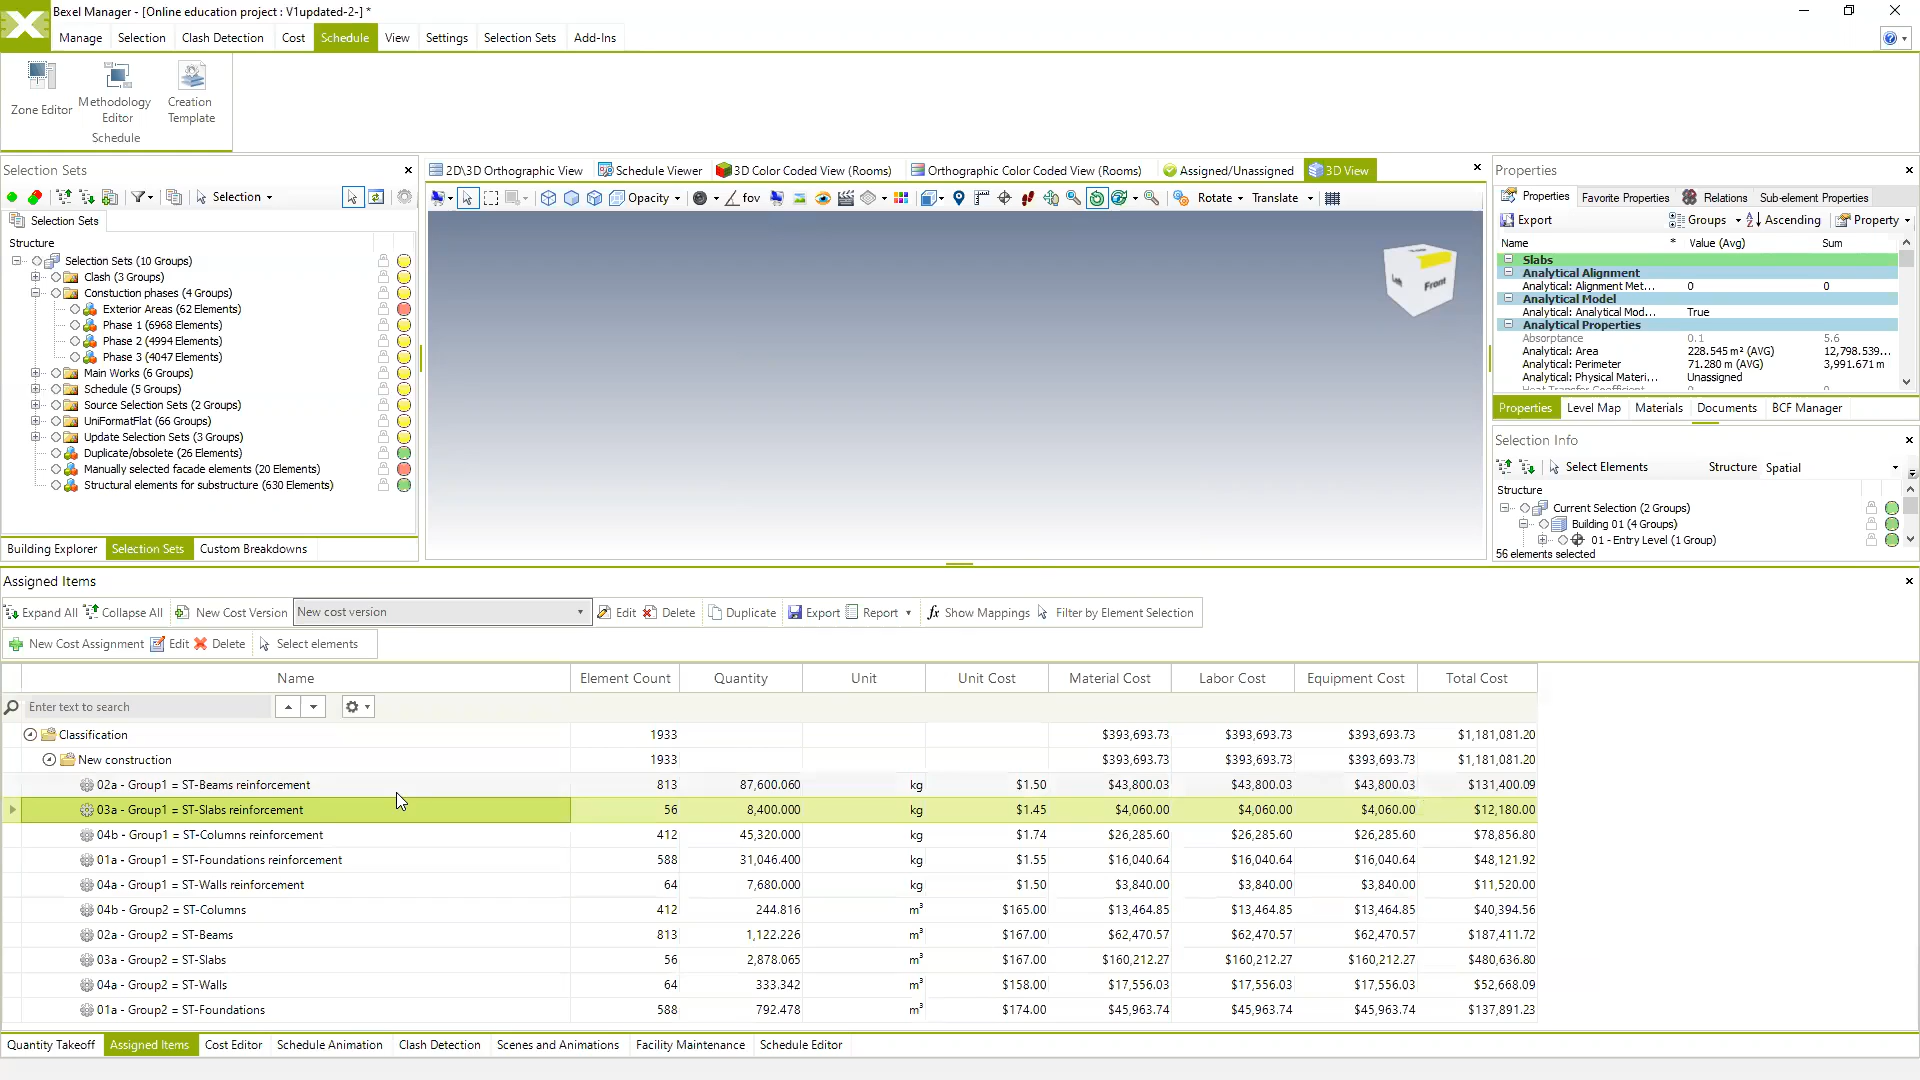 Bexel Manager - [Online education project : V1updated-2-] *
Manage Selection Clash Detection Cost Schedule View Settings Selection Sets Add-Ins
Zone Editor Methodology Editor Creation Template
Schedule
Selection Sets
Selection
Selection Sets
Structure
Selection Sets (10 Groups)
Clash (3 Groups)
Constuction phases (4 Groups)
Exterior Areas (62 Elements)
Phase 1 (6968 Elements)
Phase 2 (4994 Elements)
Phase 3 (4047 Elements)
Main Works (6 Groups)
Schedule (5 Groups)
Source Selection Sets (2 Groups)
UniFormatFlat (66 Groups)
Update Selection Sets (3 Groups)
Duplicate/obsolete (26 Elements)
Manually selected facade elements (20 Elements)
Structural elements for substructure (630 Elements)
Building Explorer Selection Sets Custom Breakdowns
2D\3D Orthographic View Schedule Viewer 3D Color Coded View (Rooms) Orthographic Color Coded View (Rooms) Assigned/Unassigned 3D View
Opacity fov Rotate Translate
Front
Properties
Properties Favorite Properties Relations Sub-element Properties
Export Groups Ascending Property
Name * Value (Avg) Sum
Slabs
Analytical Alignment
Analytical: Alignment Met... 0 0
Analytical Model
Analytical: Analytical Mod... True
Analytical Properties
Absorptance 0.1 5.6
Analytical: Area 228.545 m² (AVG) 12,798.539...
Analytical: Perimeter 71.280 m (AVG) 3,991.671 m
Analytical: Physical Materi... Unassigned
Properties Level Map Materials Documents BCF Manager
Selection Info
Select Elements Structure Spatial
Structure
Current Selection (2 Groups)
Building 01 (4 Groups)
01 - Entry Level (1 Group)
56 elements selected
Assigned Items
Expand All Collapse All New Cost Version New cost version Edit Delete Duplicate Export Report fx Show Mappings Filter by Element Selection
New Cost Assignment Edit Delete Select elements
Name Element Count Quantity Unit Unit Cost Material Cost Labor Cost Equipment Cost Total Cost
Enter text to search
Classification 1933 $393,693.73 $393,693.73 $393,693.73 $1,181,081.20
New construction 1933 $393,693.73 $393,693.73 $393,693.73 $1,181,081.20
02a - Group1 = ST-Beams reinforcement 813 87,600.060 kg $1.50 $43,800.03 $43,800.03 $43,800.03 $131,400.09
03a - Group1 = ST-Slabs reinforcement 56 8,400.000 kg $1.45 $4,060.00 $4,060.00 $4,060.00 $12,180.00
04b - Group1 = ST-Columns reinforcement 412 45,320.000 kg $1.74 $26,285.60 $26,285.60 $26,285.60 $78,856.80
01a - Group1 = ST-Foundations reinforcement 588 31,046.400 kg $1.55 $16,040.64 $16,040.64 $16,040.64 $48,121.92
04a - Group1 = ST-Walls reinforcement 64 7,680.000 kg $1.50 $3,840.00 $3,840.00 $3,840.00 $11,520.00
04b - Group2 = ST-Columns 412 244.816 m³ $165.00 $13,464.85 $13,464.85 $13,464.85 $40,394.56
02a - Group2 = ST-Beams 813 1,122.226 m³ $167.00 $62,470.57 $62,470.57 $62,470.57 $187,411.72
03a - Group2 = ST-Slabs 56 2,878.065 m³ $167.00 $160,212.27 $160,212.27 $160,212.27 $480,636.80
04a - Group2 = ST-Walls 64 333.342 m³ $158.00 $17,556.03 $17,556.03 $17,556.03 $52,668.09
01a - Group2 = ST-Foundations 588 792.478 m³ $174.00 $45,963.74 $45,963.74 $45,963.74 $137,891.23
Quantity Takeoff Assigned Items Cost Editor Schedule Animation Clash Detection Scenes and Animations Facility Maintenance Schedule Editor